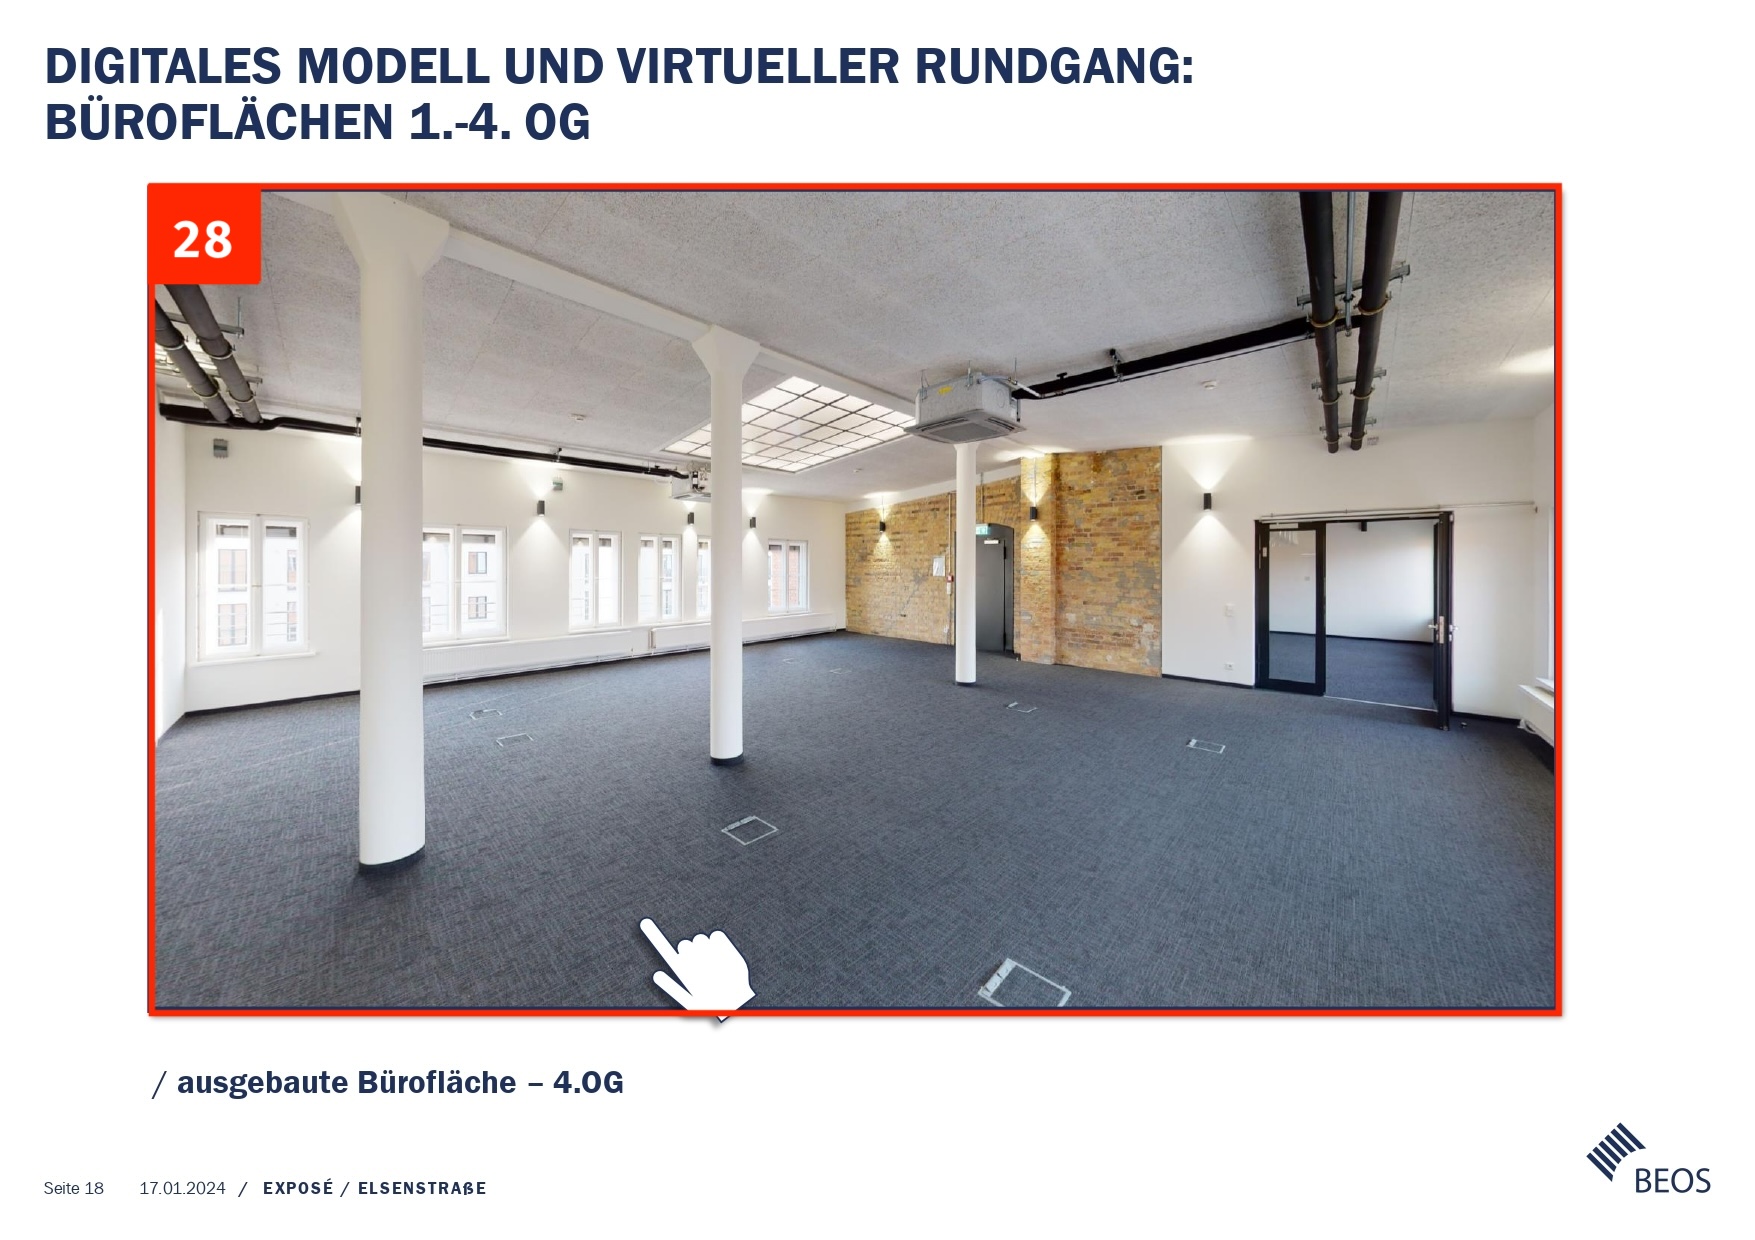 DIGITALES MODELL UND VIRTUELLER RUNDGANG:
BÜROFLÄCHEN 1.-4. OG
28
/ ausgebaute Bürofläche – 4.OG
Seite 18 17.01.2024 / EXPOSÉ / ELSENSTRAßE
BEOS